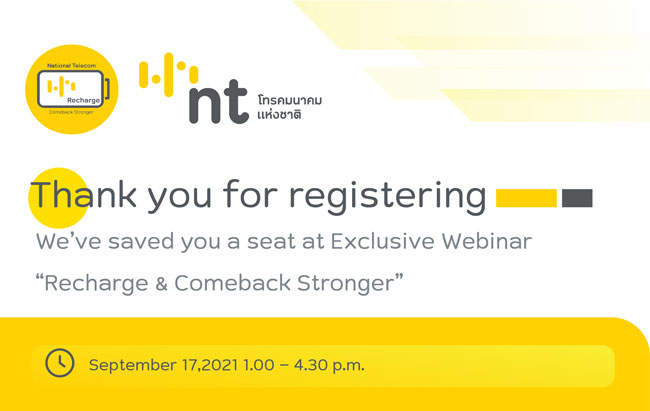 National Telecom
Recharge
Comeback Stronger
nt
โทรคมนาคม
แห่งชาติ
Thank you for registering
We’ve saved you a seat at Exclusive Webinar
“Recharge & Comeback Stronger”
September 17,2021 1.00 – 4.30 p.m.